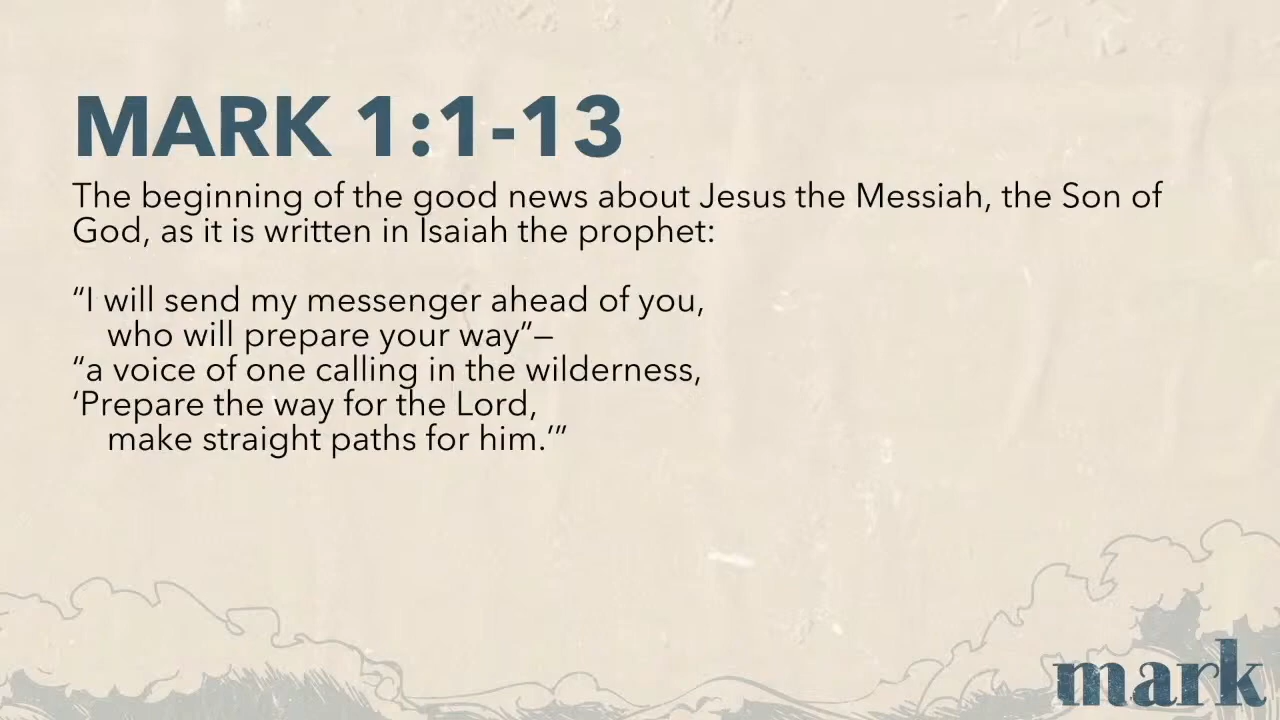 MARK 1:1-13
The beginning of the good news about Jesus the Messiah, the Son of
God, as it is written in Isaiah the prophet:
“I will send my messenger ahead of you,
who will prepare your way”—
“a voice of one calling in the wilderness,
‘Prepare the way for the Lord,
make straight paths for him.’”
mark